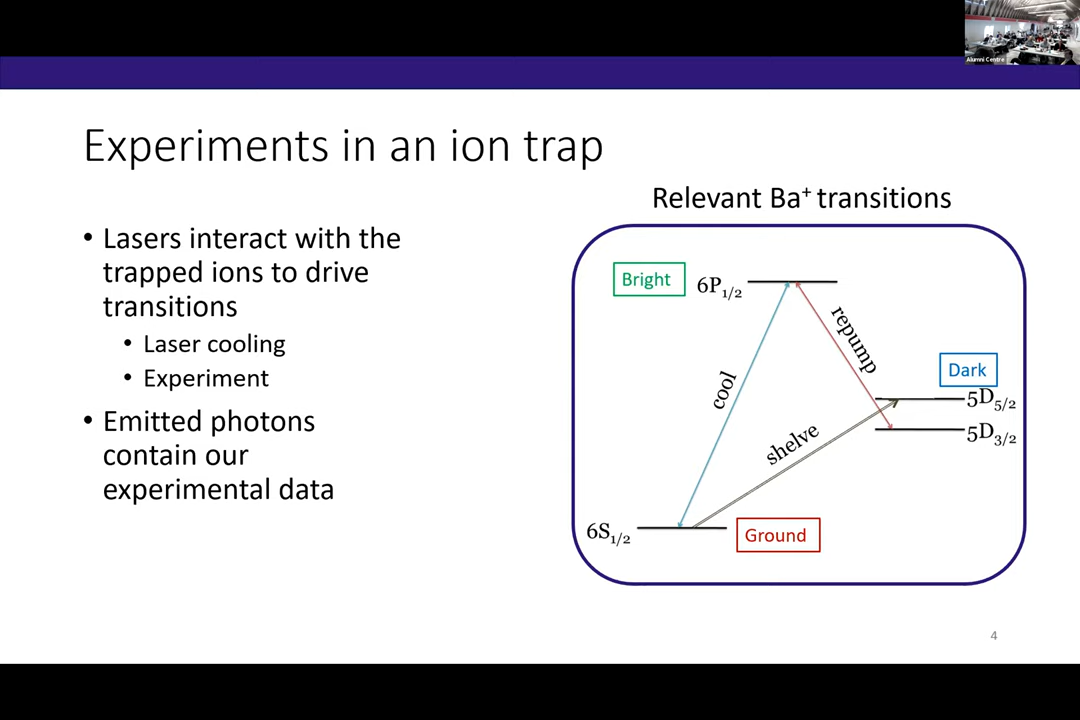 Alumni Centre
Experiments in an ion trap
Relevant Ba⁺ transitions
• Lasers interact with the
trapped ions to drive
transitions
• Laser cooling
• Experiment
• Emitted photons
contain our
experimental data
Bright
6P₁/₂
repump
cool
Dark
5D₅/₂
5D₃/₂
shelve
6S₁/₂
Ground
4